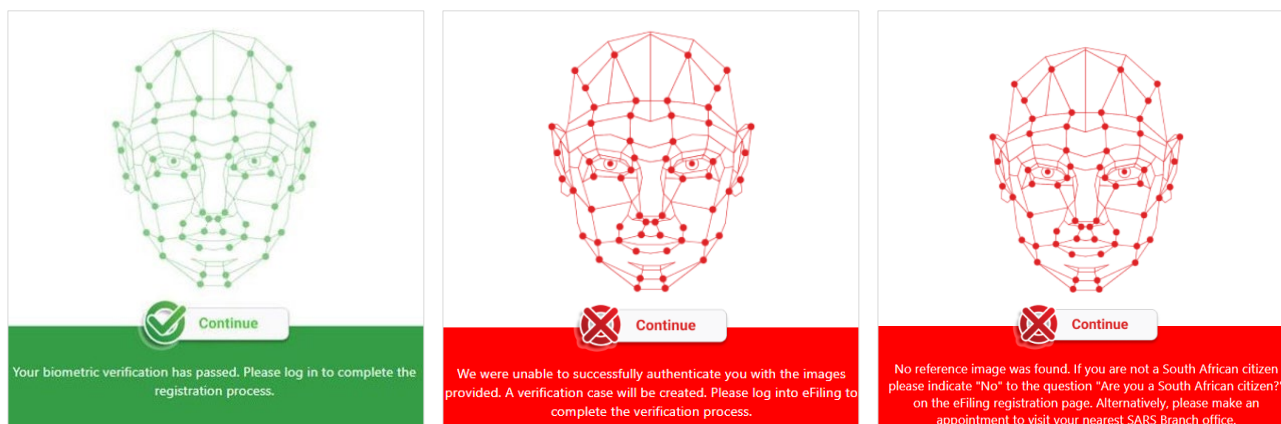 Continue
Your biometric verification has passed. Please log in to complete the
registration process.
Continue
We were unable to successfully authenticate you with the images
provided. A verification case will be created. Please log into eFiling to
complete the verification process.
Continue
No reference image was found. If you are not a South African citizen
please indicate "No" to the question "Are you a South African citizen?"
on the eFiling registration page. Alternatively, please make an
appointment to visit your nearest SARS Branch office.